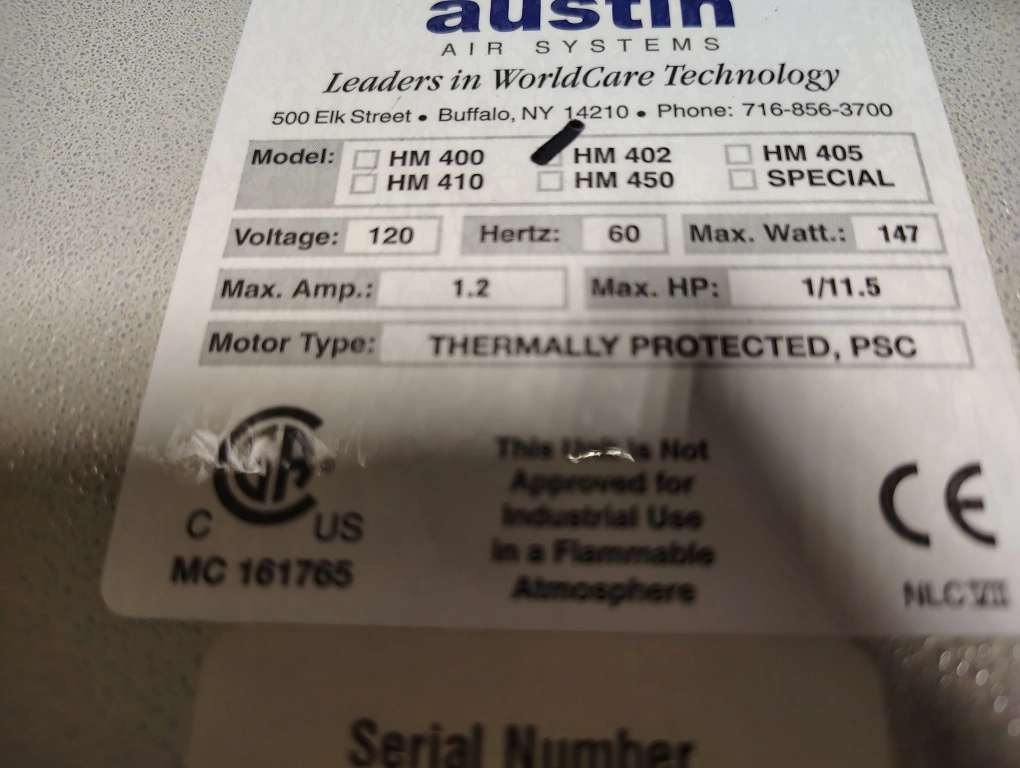 austin
AIR SYSTEMS
Leaders in WorldCare Technology
500 Elk Street • Buffalo, NY 14210 • Phone: 716-856-3700
Model: HM 400 HM 402 HM 405
HM 410 HM 450 SPECIAL
Voltage: 120 Hertz: 60 Max. Watt.: 147
Max. Amp.: 1.2 Max. HP: 1/11.5
Motor Type: THERMALLY PROTECTED, PSC
This Unit is Not
Approved for
Industrial Use
in a Flammable
Atmosphere
C US
MC 161765
CE
NLC VII
Serial Number